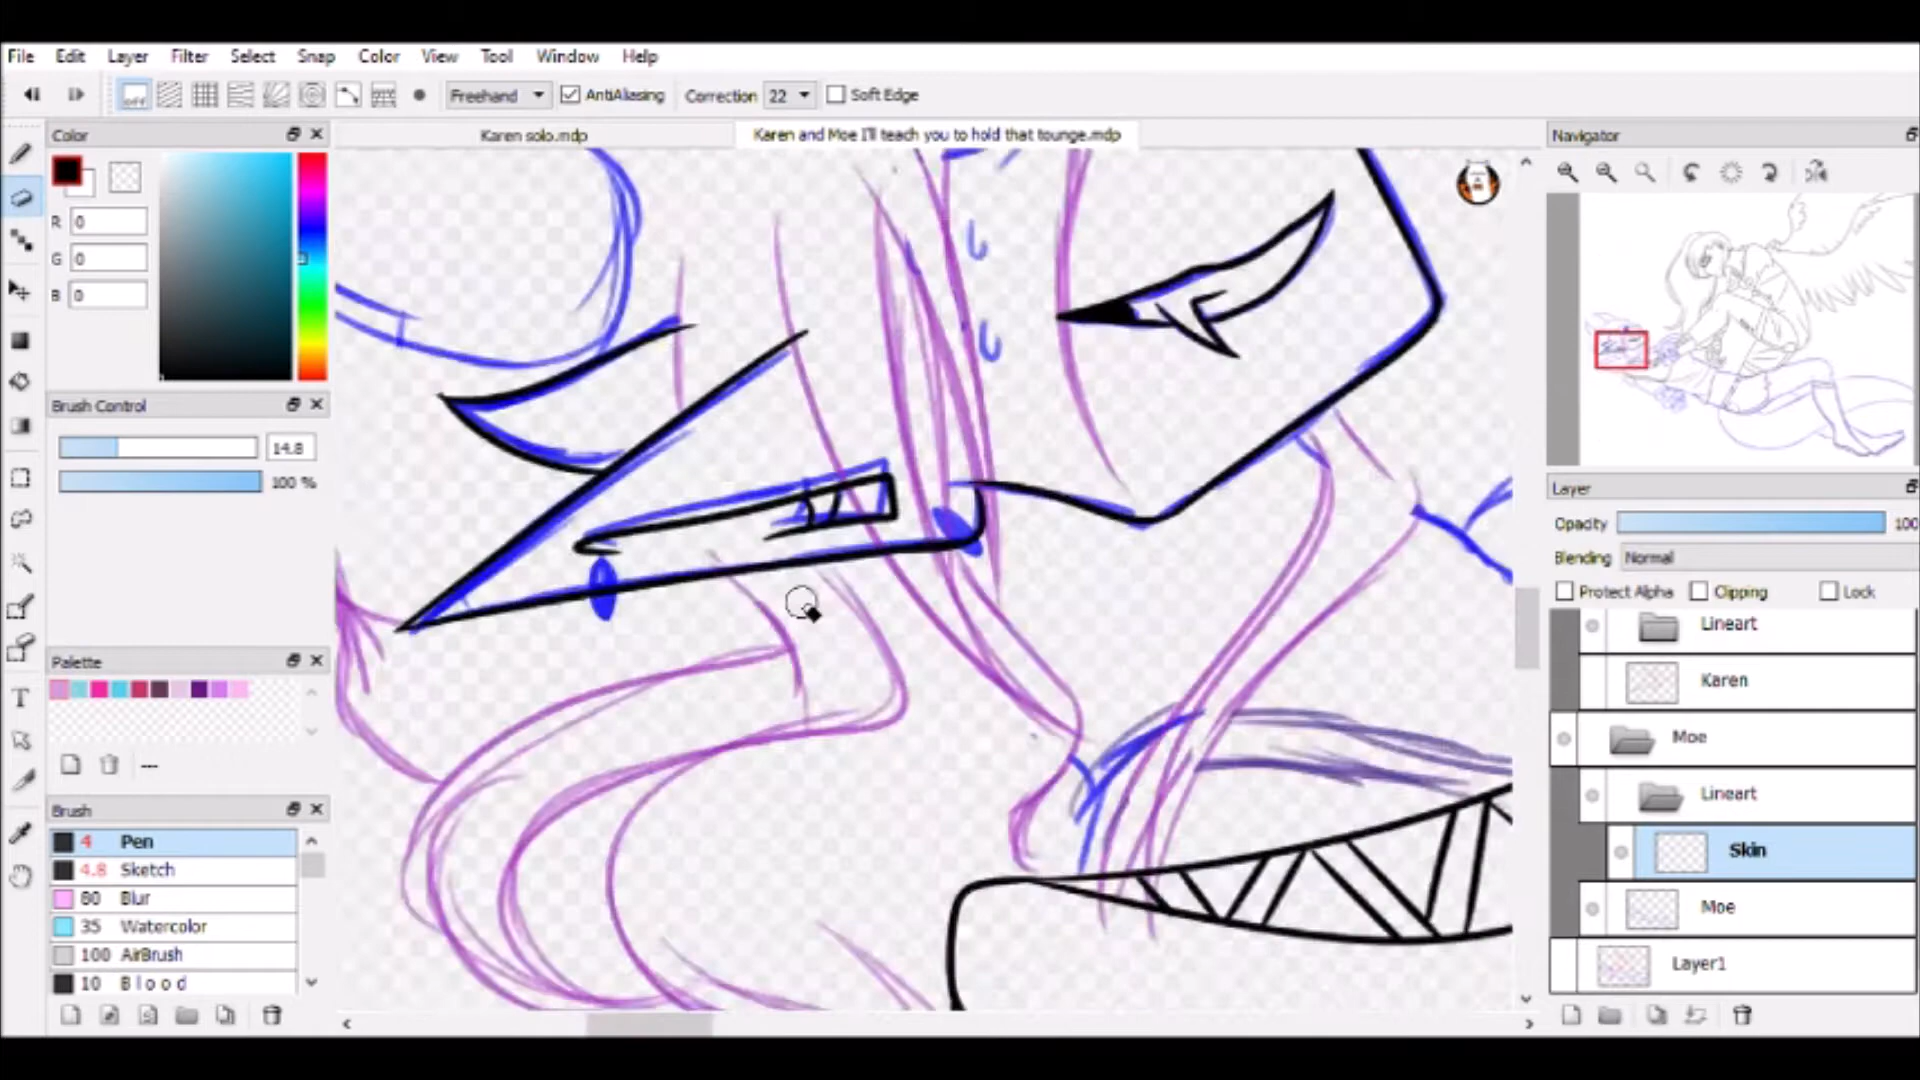 File Edit Layer Filter Select Snap Color View Tool Window Help
off Freehand AntiAliasing Correction 22 Soft Edge
Color
Karen solo.mdp
Karen and Moe I'll teach you to hold that tounge.mdp
Navigator
R 0
G 0
B 0
Brush Control
14.8
100 %
Layer
Opacity 100
Blending Normal
Protect Alpha Clipping Lock
Lineart
Karen
Moe
Lineart
Skin
Moe
Layer1
Palette
---
Brush
4 Pen
4.8 Sketch
80 Blur
35 Watercolor
100 AirBrush
10 Blood
T